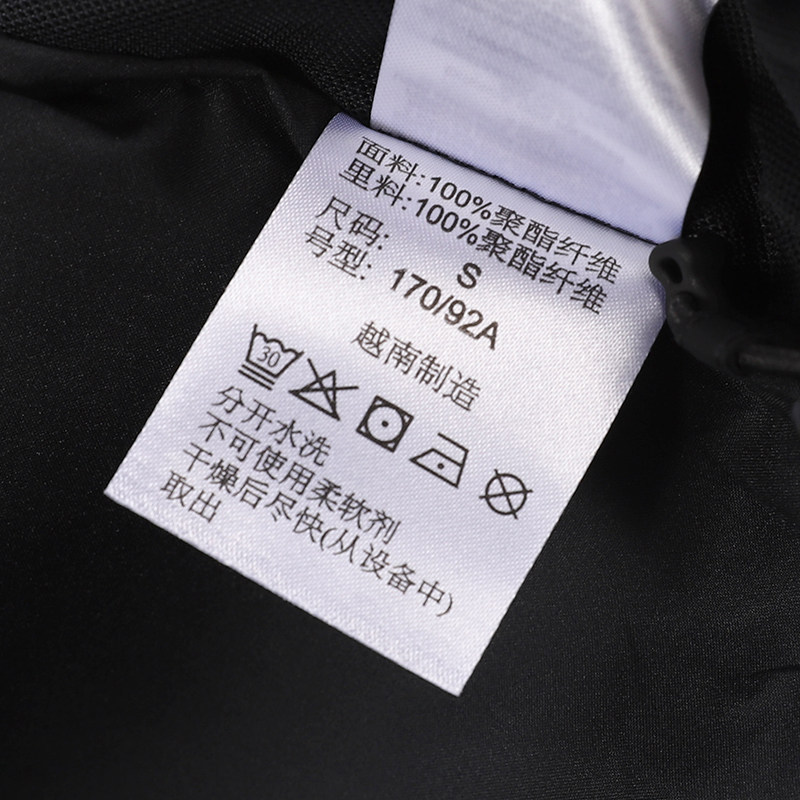 面料:100%聚酯纤维
里料:100%聚酯纤维
尺码: S
号型: 170/92A
越南制造
30
分开水洗
不可使用柔软剂
干燥后尽快(从设备中)
取出